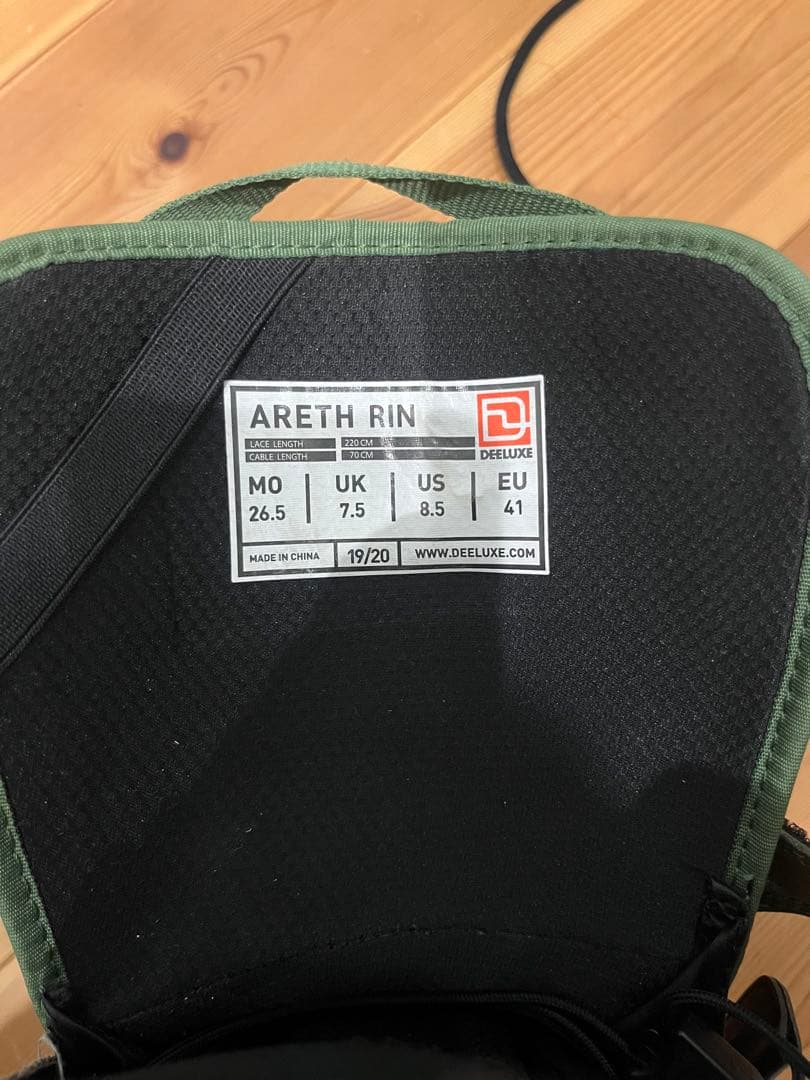 ARETH RIN
LACE LENGTH 220 CM
CABLE LENGTH 70 CM
DEELUXE
MO | UK | US | EU
26.5 | 7.5 | 8.5 | 41
MADE IN CHINA 19/20 WWW.DEELUXE.COM